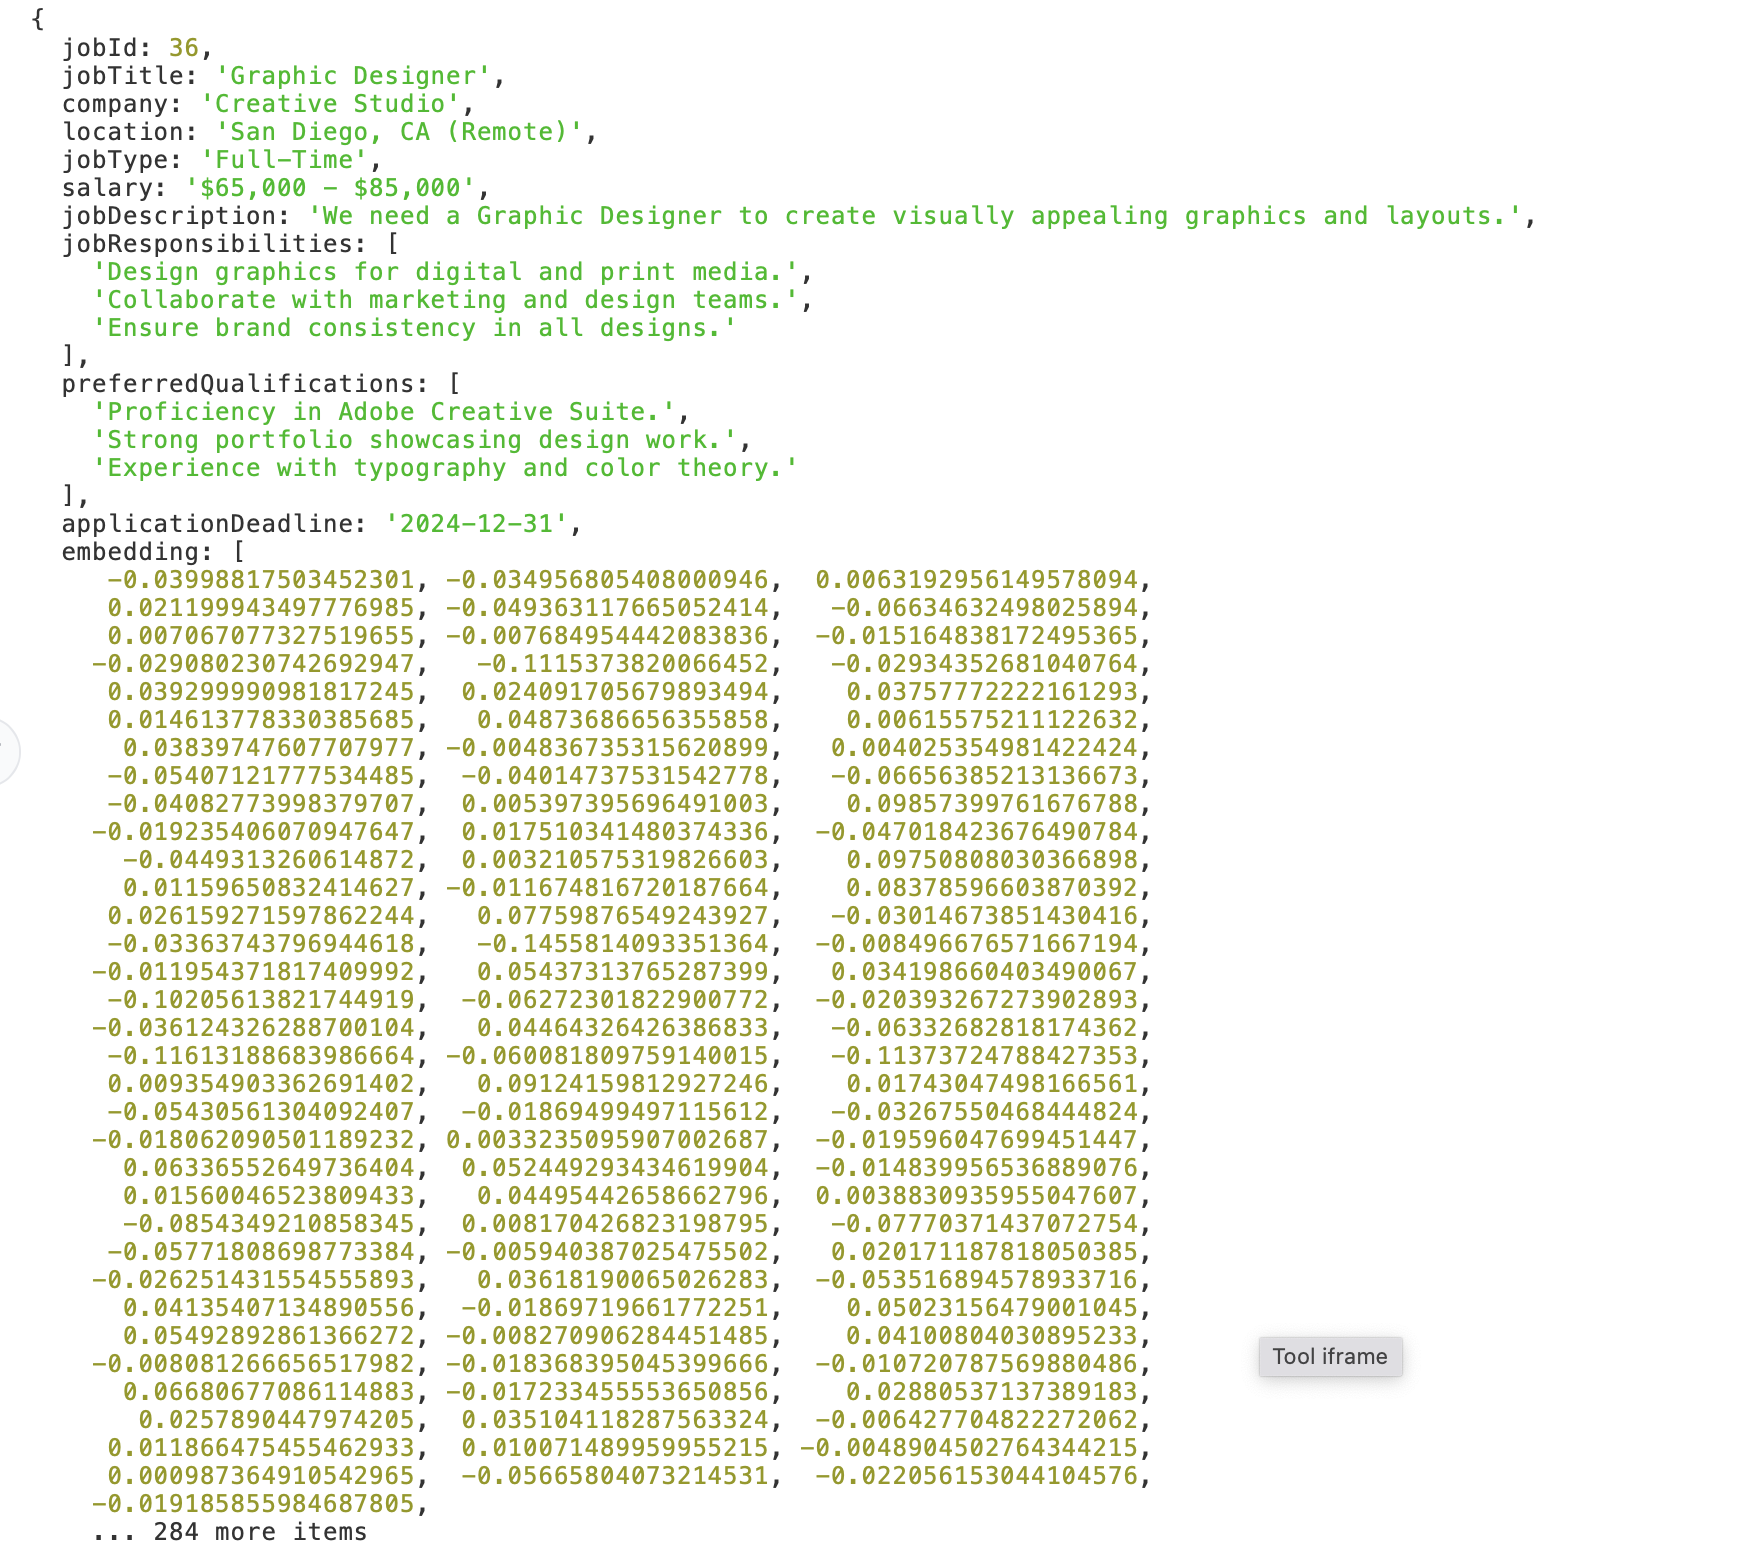 {
jobId: 36,
jobTitle: 'Graphic Designer',
company: 'Creative Studio',
location: 'San Diego, CA (Remote)',
jobType: 'Full-Time',
salary: '$65,000 - $85,000',
jobDescription: 'We need a Graphic Designer to create visually appealing graphics and layouts.',
jobResponsibilities: [
'Design graphics for digital and print media.',
'Collaborate with marketing and design teams.',
'Ensure brand consistency in all designs.'
],
preferredQualifications: [
'Proficiency in Adobe Creative Suite.',
'Strong portfolio showcasing design work.',
'Experience with typography and color theory.'
],
applicationDeadline: '2024-12-31',
embedding: [
-0.03998817503452301, -0.034956805408000946, 0.0063192956149578094,
0.021199943497776985, -0.049363117665052414, -0.06634632498025894,
0.007067077327519655, -0.007684954442083836, -0.015164838172495365,
-0.029080230742692947, -0.1115373820066452, -0.02934352681040764,
0.039299990981817245, 0.024091705679893494, 0.03757772222161293,
0.014613778330385685, 0.04873686656355858, 0.00615575211122632,
0.03839747607707977, -0.004836735315620899, 0.004025354981422424,
-0.05407121777534485, -0.04014737531542778, -0.06656385213136673,
-0.04082773998379707, 0.005397395696491003, 0.09857399761676788,
-0.019235406070947647, 0.017510341480374336, -0.047018423676490784,
-0.0449313260614872, 0.003210575319826603, 0.09750808030366898,
0.01159650832414627, -0.011674816720187664, 0.08378596603870392,
0.026159271597862244, 0.07759876549243927, -0.03014673851430416,
-0.03363743796944618, -0.1455814093351364, -0.008496676571667194,
-0.011954371817409992, 0.05437313765287399, 0.034198660403490067,
-0.10205613821744919, -0.06272301822900772, -0.020393267273902893,
-0.036124326288700104, 0.04464326426386833, -0.06332682818174362,
-0.11613188683986664, -0.060081809759140015, -0.11373724788427353,
0.009354903362691402, 0.09124159812927246, 0.01743047498166561,
-0.05430561304092407, -0.01869499497115612, -0.03267550468444824,
-0.018062090501189232, 0.0033235095907002687, -0.019596047699451447,
0.06336552649736404, 0.052449293434619904, -0.014839956536889076,
0.01560046523809433, 0.04495442658662796, 0.0038830935955047607,
-0.0854349210858345, 0.008170426823198795, -0.07770371437072754,
-0.05771808698773384, -0.005940387025475502, 0.020171187818050385,
-0.026251431554555893, 0.03618190065026283, -0.053516894578933716,
0.04135407134890556, -0.01869719661772251, 0.05023156479001045,
0.05492892861366272, -0.008270906284451485, 0.04100804030895233,
-0.008081266656517982, -0.018368395045399666, -0.010720787569880486,
0.06680677086114883, -0.017233455553650856, 0.02880537137389183,
0.0257890447974205, 0.035104118287563324, -0.006427704822272062,
0.011866475455462933, 0.010071489959955215, -0.0048904502764344215,
0.000987364910542965, -0.05665804073214531, -0.022056153044104576,
-0.019185855984687805,
... 284 more items
Tool iframe